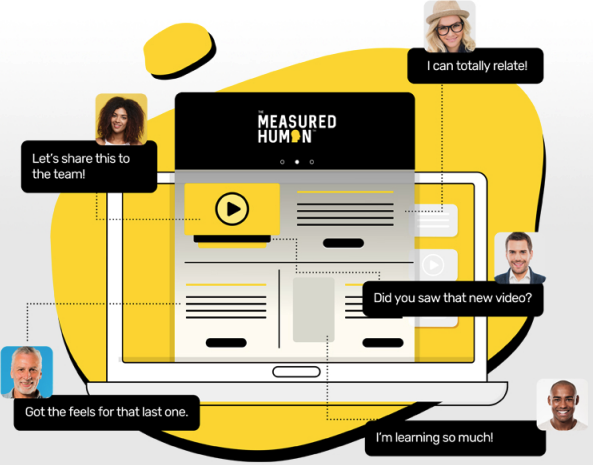 I can totally relate!
THE
MEASURED
HUMAN
Let's share this to
the team!
Did you saw that new video?
Got the feels for that last one.
I'm learning so much!